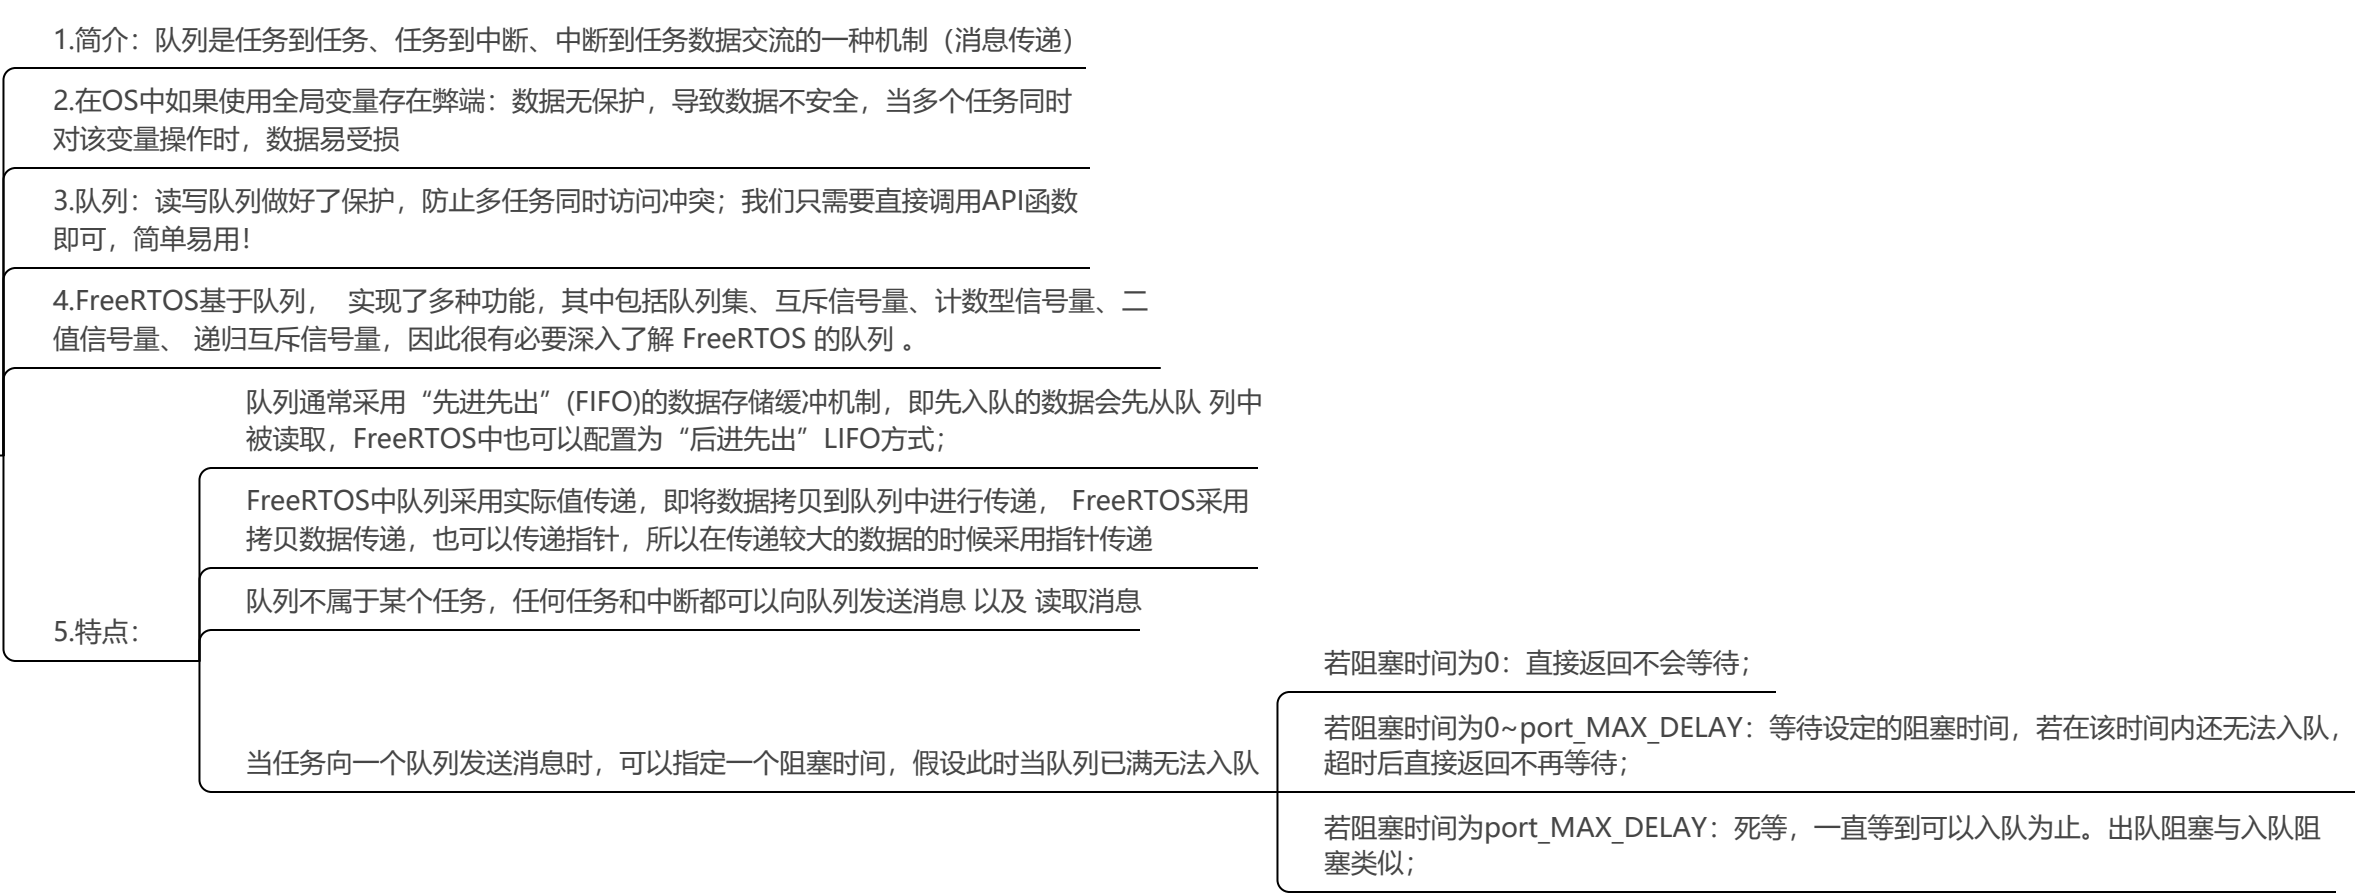 1.简介：队列是任务到任务、任务到中断、中断到任务数据交流的一种机制（消息传递）
2.在OS中如果使用全局变量存在弊端：数据无保护，导致数据不安全，当多个任务同时
对该变量操作时，数据易受损
3.队列：读写队列做好了保护，防止多任务同时访问冲突；我们只需要直接调用API函数
即可，简单易用！
4.FreeRTOS基于队列， 实现了多种功能，其中包括队列集、互斥信号量、计数型信号量、二
值信号量、 递归互斥信号量，因此很有必要深入了解 FreeRTOS 的队列 。
5.特点：
队列通常采用“先进先出”(FIFO)的数据存储缓冲机制，即先入队的数据会先从队 列中
被读取，FreeRTOS中也可以配置为“后进先出”LIFO方式；
FreeRTOS中队列采用实际值传递，即将数据拷贝到队列中进行传递， FreeRTOS采用
拷贝数据传递，也可以传递指针，所以在传递较大的数据的时候采用指针传递
队列不属于某个任务，任何任务和中断都可以向队列发送消息 以及 读取消息
当任务向一个队列发送消息时，可以指定一个阻塞时间，假设此时当队列已满无法入队
若阻塞时间为0：直接返回不会等待；
若阻塞时间为0~port_MAX_DELAY：等待设定的阻塞时间，若在该时间内还无法入队，
超时后直接返回不再等待；
若阻塞时间为port_MAX_DELAY：死等，一直等到可以入队为止。出队阻塞与入队阻
塞类似；